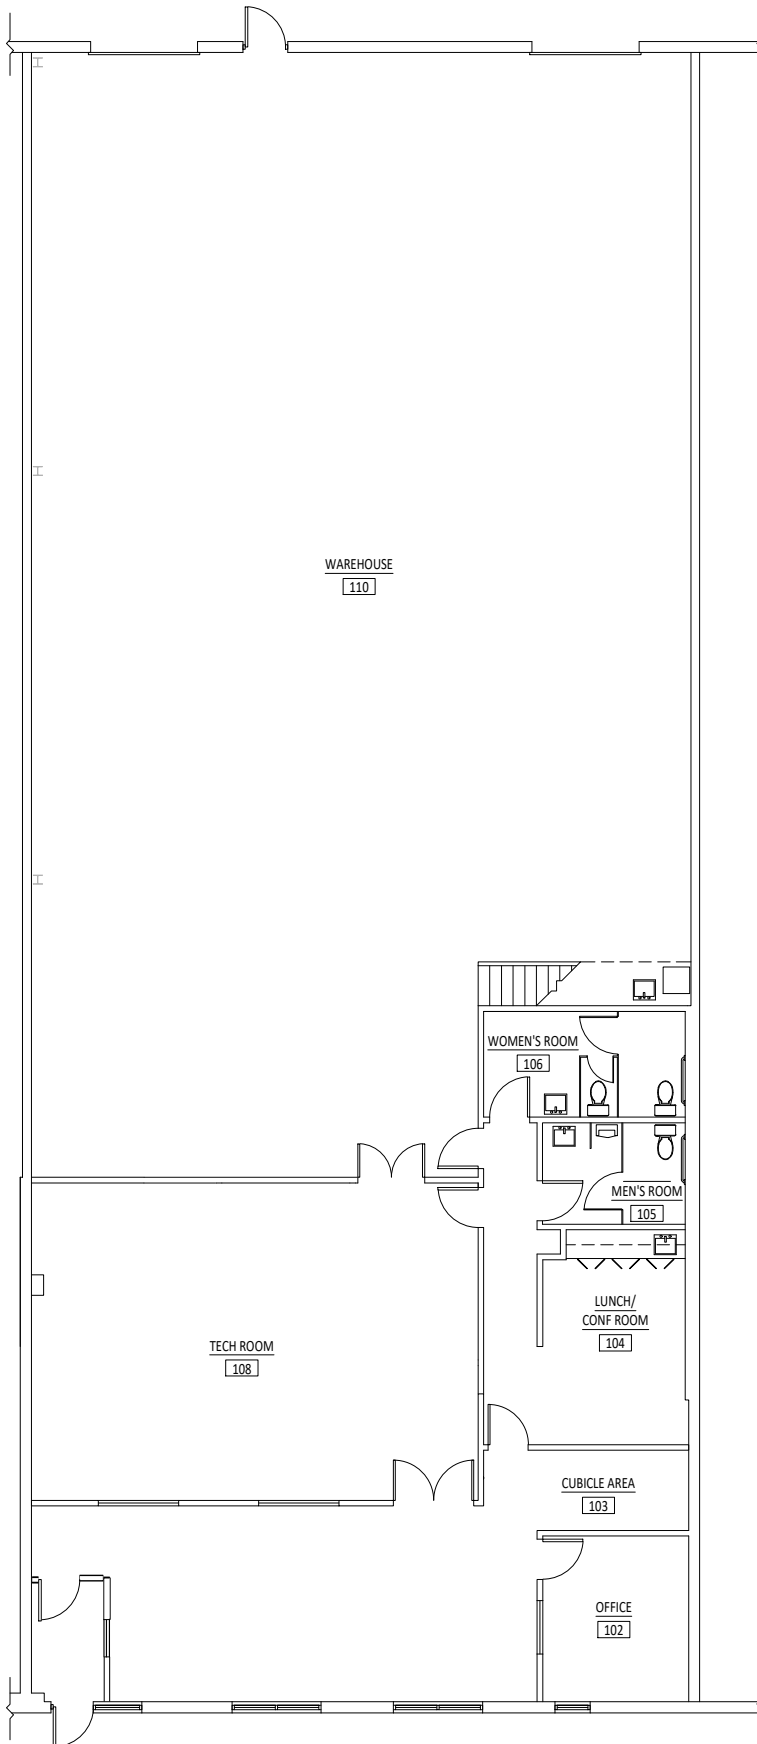 WAREHOUSE
110
WOMEN'S ROOM
106
MEN'S ROOM
105
LUNCH/
CONF ROOM
104
TECH ROOM
108
CUBICLE AREA
103
OFFICE
102